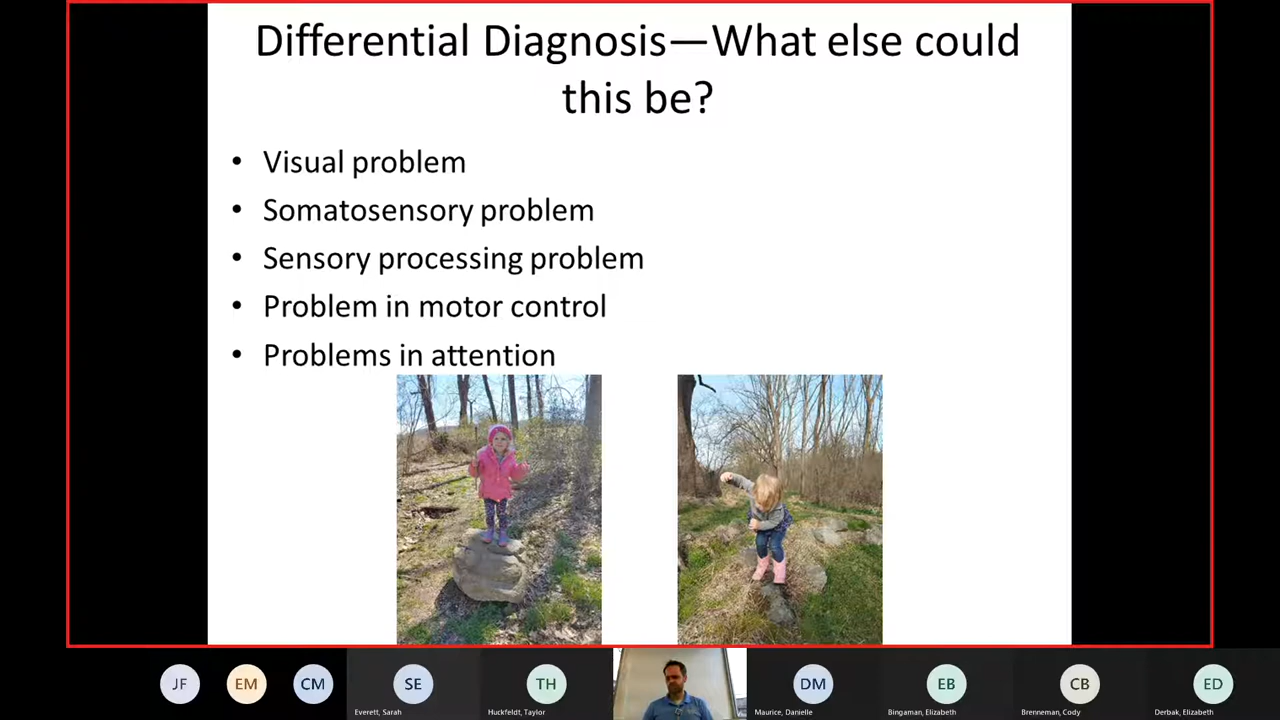 Differential Diagnosis—What else could
this be?
• Visual problem
• Somatosensory problem
• Sensory processing problem
• Problem in motor control
• Problems in attention
JF
EM
CM
SE
TH
DM
EB
CB
ED
Everett, Sarah
Huckfeldt, Taylor
Maurice, Danielle
Bingaman, Elizabeth
Brenneman, Cody
Derbak, Elizabeth